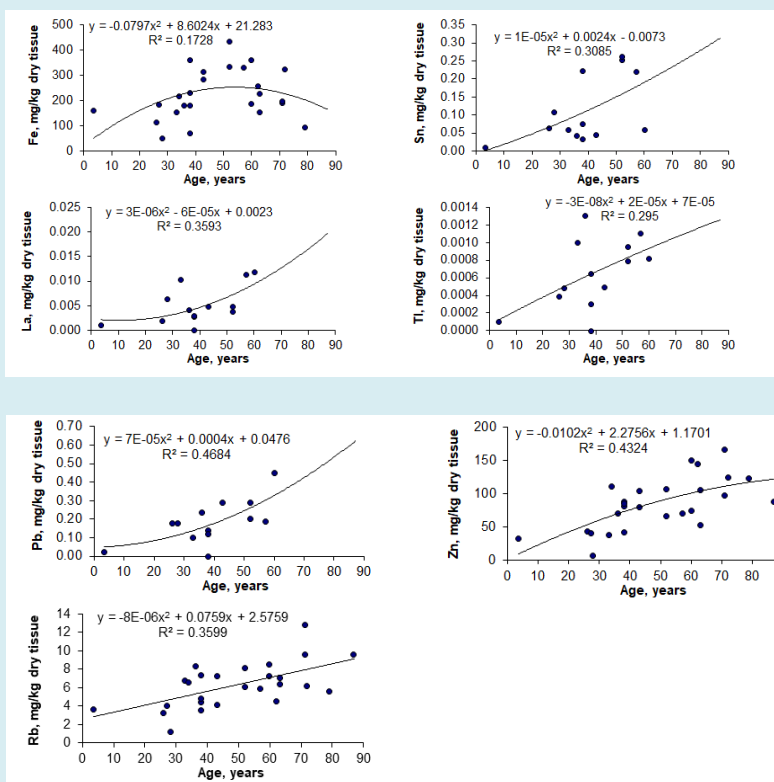 y = -0.0797x² + 8.6024x + 21.283
R² = 0.1728
Fe, mg/kg dry tissue
500
400
300
200
100
0
0 10 20 30 40 50 60 70 80 90
Age, years
y = 1E-05x² + 0.0024x - 0.0073
R² = 0.3085
Sn, mg/kg dry tissue
0.35
0.30
0.25
0.20
0.15
0.10
0.05
0.00
0 10 20 30 40 50 60 70 80 90
Age, years
y = 3E-06x² - 6E-05x + 0.0023
R² = 0.3593
La, mg/kg dry tissue
0.025
0.020
0.015
0.010
0.005
0.000
0 10 20 30 40 50 60 70 80 90
Age, years
y = -3E-08x² + 2E-05x + 7E-05
R² = 0.295
Tl, mg/kg dry tissue
0.0014
0.0012
0.0010
0.0008
0.0006
0.0004
0.0002
0.0000
0 10 20 30 40 50 60 70 80 90
Age, years
y = 7E-05x² + 0.0004x + 0.0476
R² = 0.4684
Pb, mg/kg dry tissue
0.70
0.60
0.50
0.40
0.30
0.20
0.10
0.00
0 10 20 30 40 50 60 70 80 90
Age, years
y = -0.0102x² + 2.2756x + 1.1701
R² = 0.4324
Zn, mg/kg dry tissue
200
150
100
50
0
0 10 20 30 40 50 60 70 80
Age, years
y = -8E-06x² + 0.0759x + 2.5759
R² = 0.3599
Rb, mg/kg dry tissue
14
12
10
8
6
4
2
0
0 10 20 30 40 50 60 70 80 90
Age, years